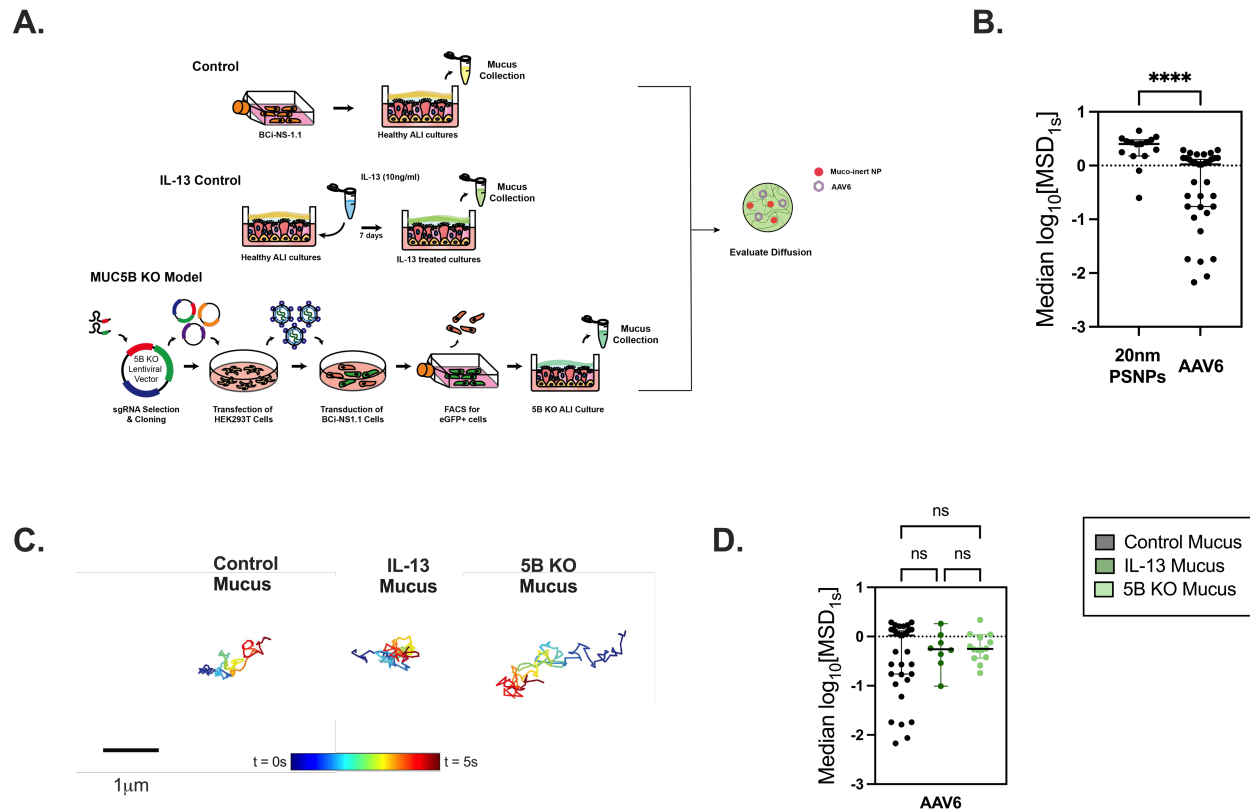 A.
Control
BCi-NS-1.1
Healthy ALI cultures
Mucus
Collection
IL-13 Control
IL-13 (10ng/ml)
7 days
Healthy ALI cultures
IL-13 treated cultures
Mucus
Collection
MUC5B KO Model
5B KO
Lentiviral
Vector
sgRNA Selection
& Cloning
Transfection of
HEK293T Cells
Transduction of
BCi-NS1.1 Cells
FACS for
eGFP+ cells
5B KO ALI Culture
Mucus
Collection
Muco-inert NP
AAV6
Evaluate Diffusion
B.
****
Median log10[MSD1s]
1
0
-1
-2
-3
20nm
PSNPs
AAV6
C.
Control
Mucus
IL-13
Mucus
5B KO
Mucus
1μm
t = 0s
t = 5s
D.
ns
ns
ns
Median log10[MSD1s]
1
0
-1
-2
-3
AAV6
Control Mucus
IL-13 Mucus
5B KO Mucus